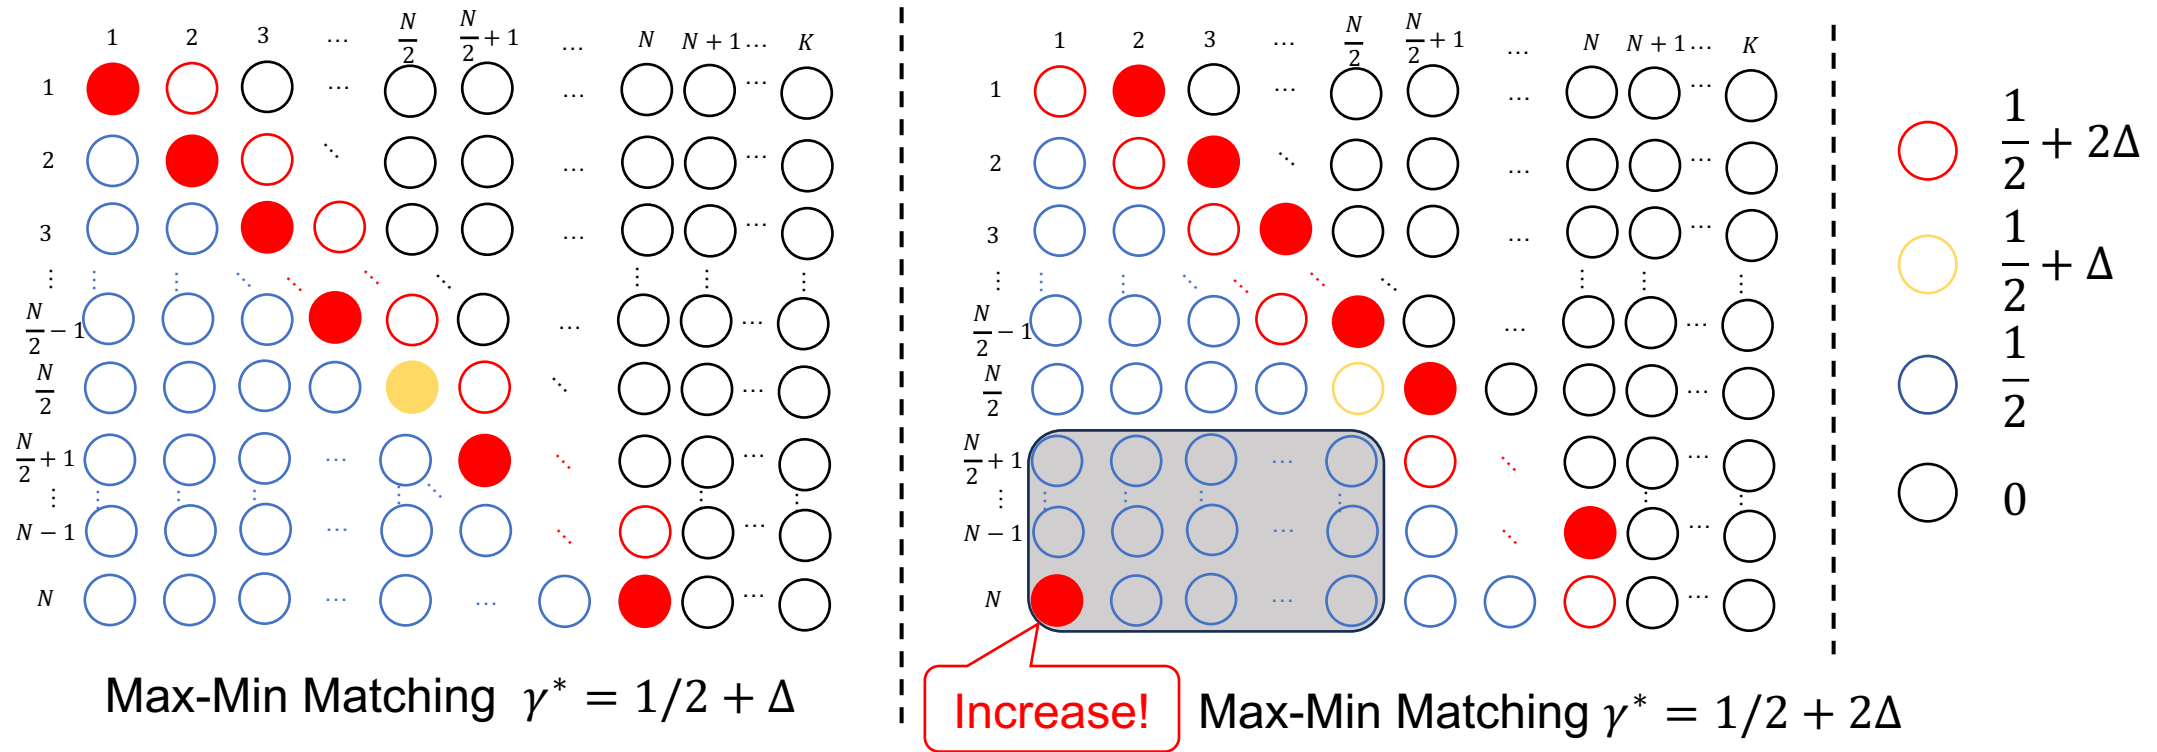 1 2 3 ... N/2 N/2+1 ... N N+1 ... K
1 ... ... ...
2 ⋱ ... ...
3 ... ...
⋮ ⋮ ⋮ ⋱ ⋱ ⋱ ⋱ ⋮ ⋮ ⋮
N/2 − 1 ... ...
N/2 ⋱ ...
N/2 + 1 ... ⋱ ...
⋮ ⋮ ⋮ ⋮ ⋮ ⋱ ⋮ ⋮
N − 1 ... ⋱ ...
N ... ... ...
Max-Min Matching γ* = 1/2 + Δ
1 2 3 ... N/2 N/2+1 ... N N+1 ... K
1 ... ... ...
2 ⋱ ... ...
3 ... ...
⋮ ⋮ ⋮ ⋱ ⋱ ⋱ ⋱ ⋮ ⋮ ⋮
N/2 − 1 ... ...
N/2 ...
N/2 + 1 ... ⋱ ...
⋮ ⋮ ⋮ ⋮ ⋮ ⋮ ⋮
N − 1 ... ⋱ ...
N ... ...
Increase!
Max-Min Matching γ* = 1/2 + 2Δ
1/2 + 2Δ
1/2 + Δ
1/2
0